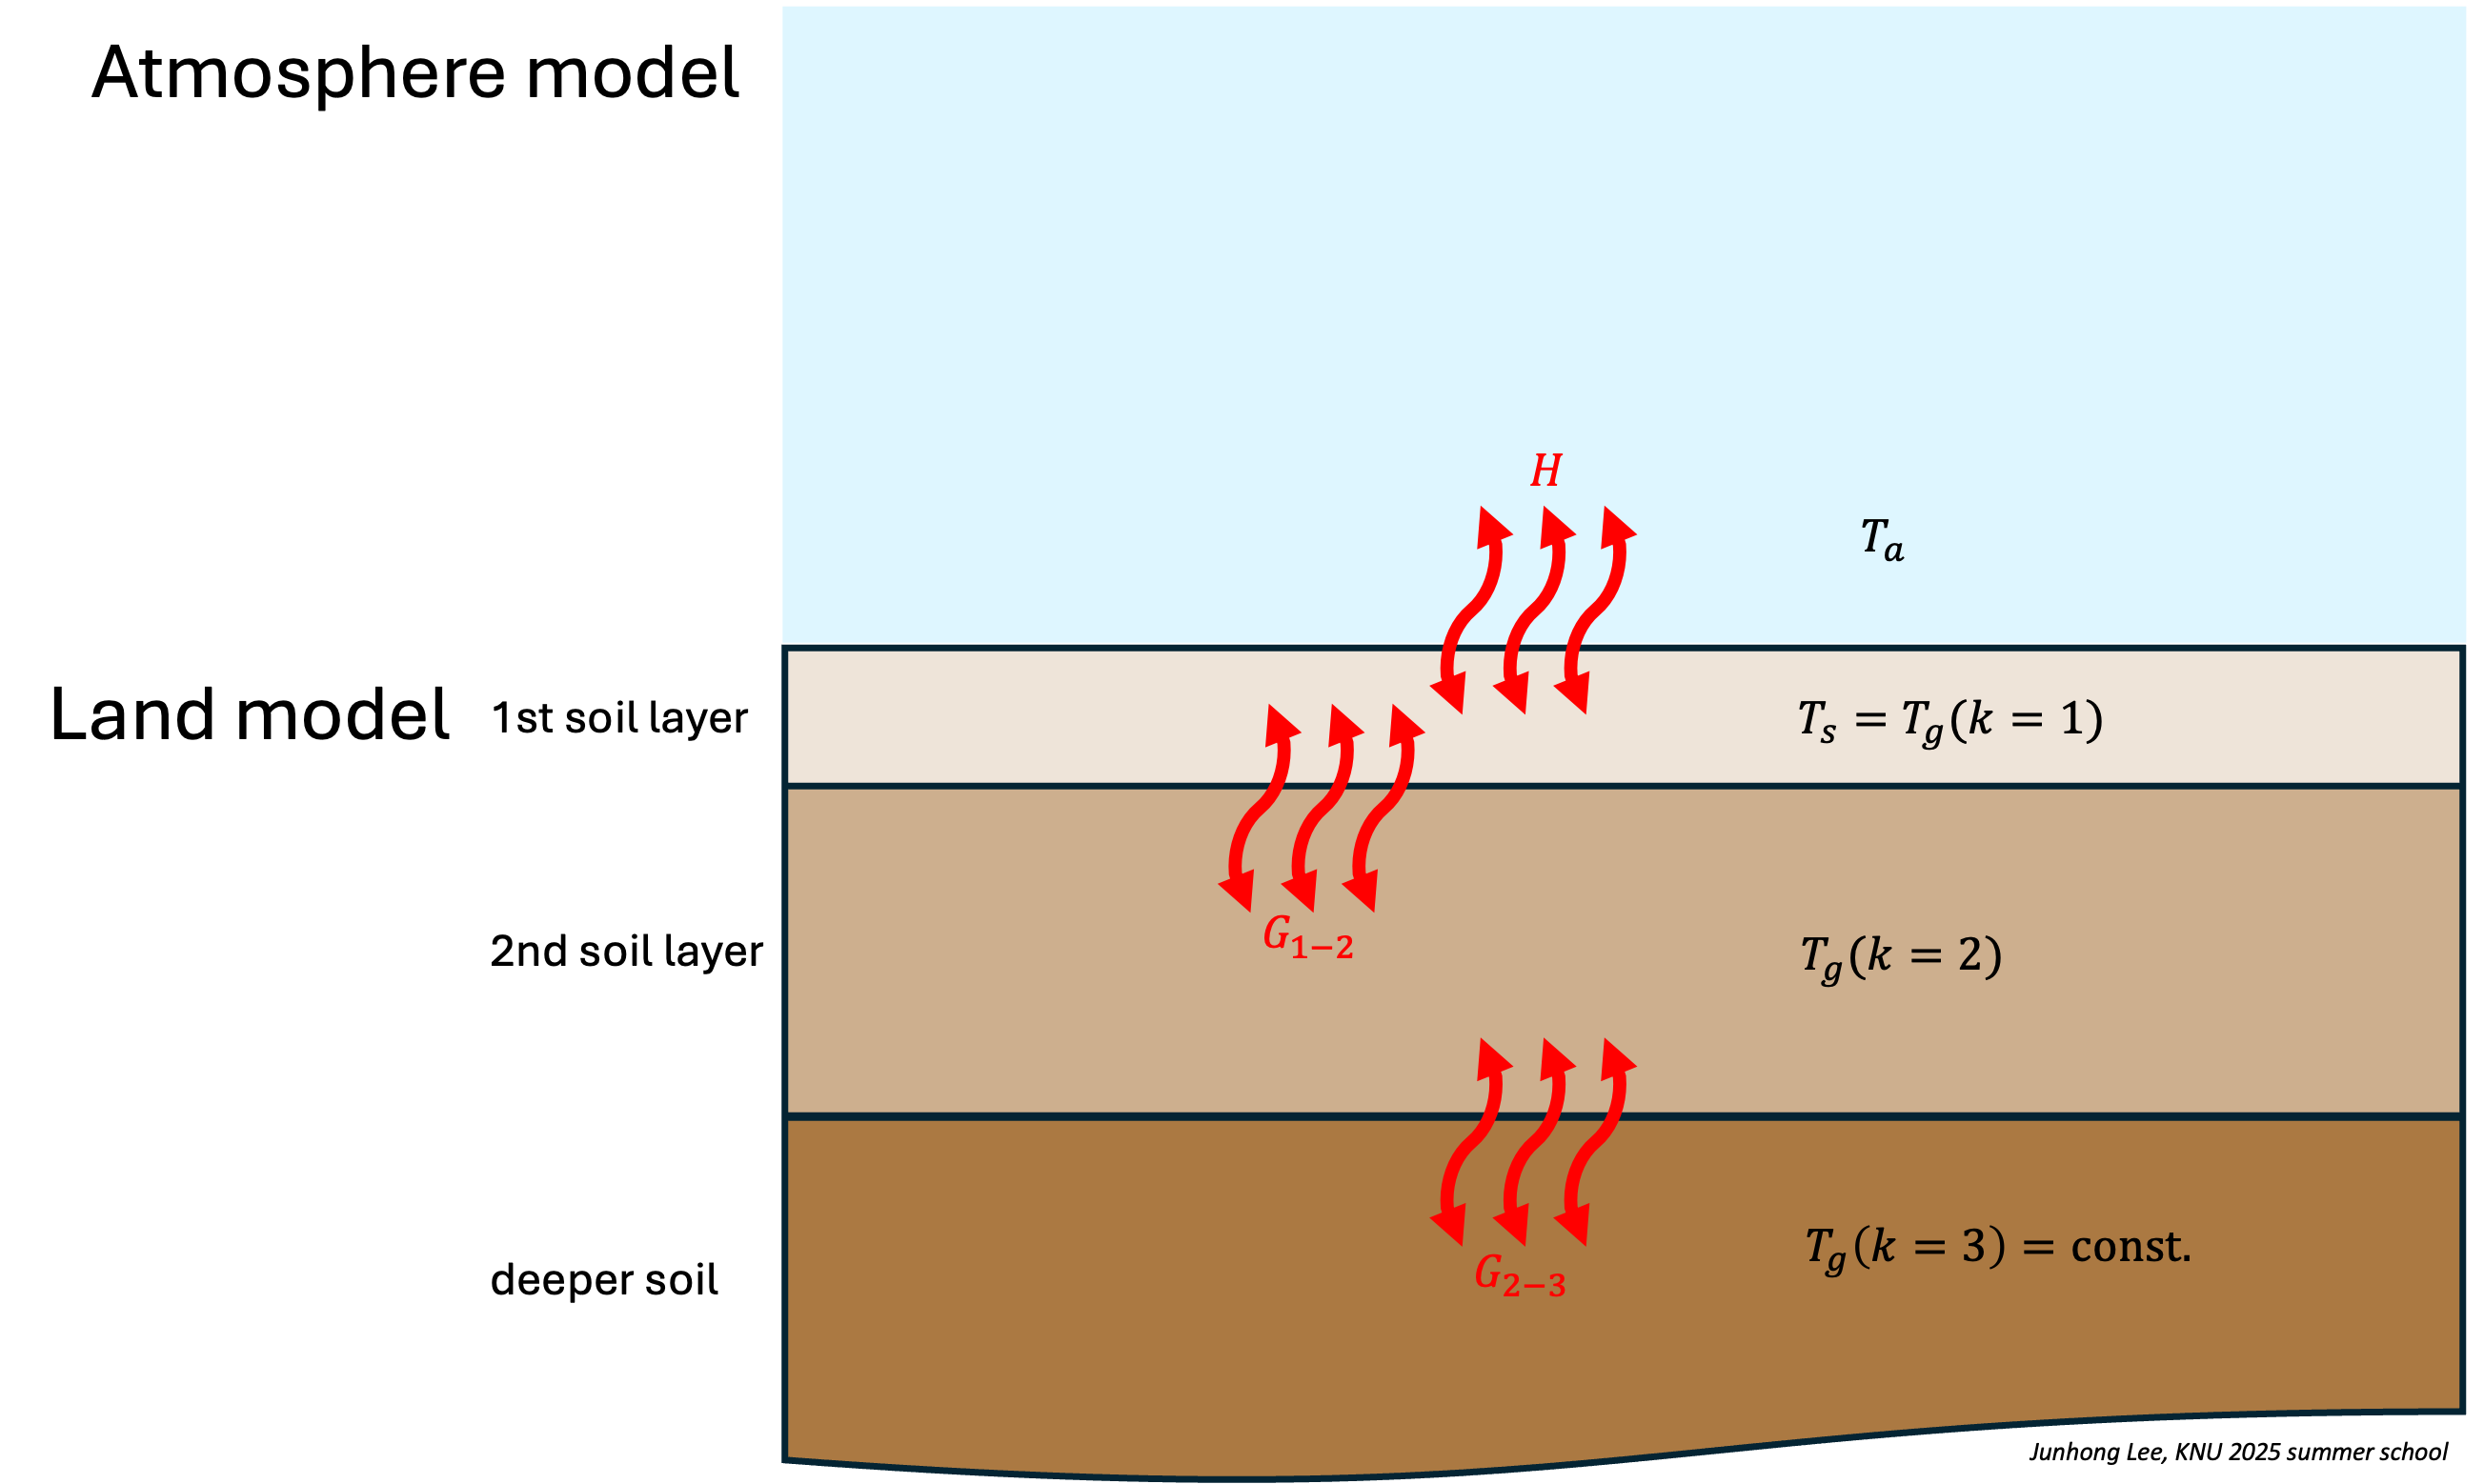 Atmosphere model
H
T_a
Land model
1st soil layer
T_s = T_g(k = 1)
2nd soil layer
G_{1−2}
T_g(k = 2)
deeper soil
G_{2−3}
T_g(k = 3) = const.
Junhong Lee, KNU 2025 summer school